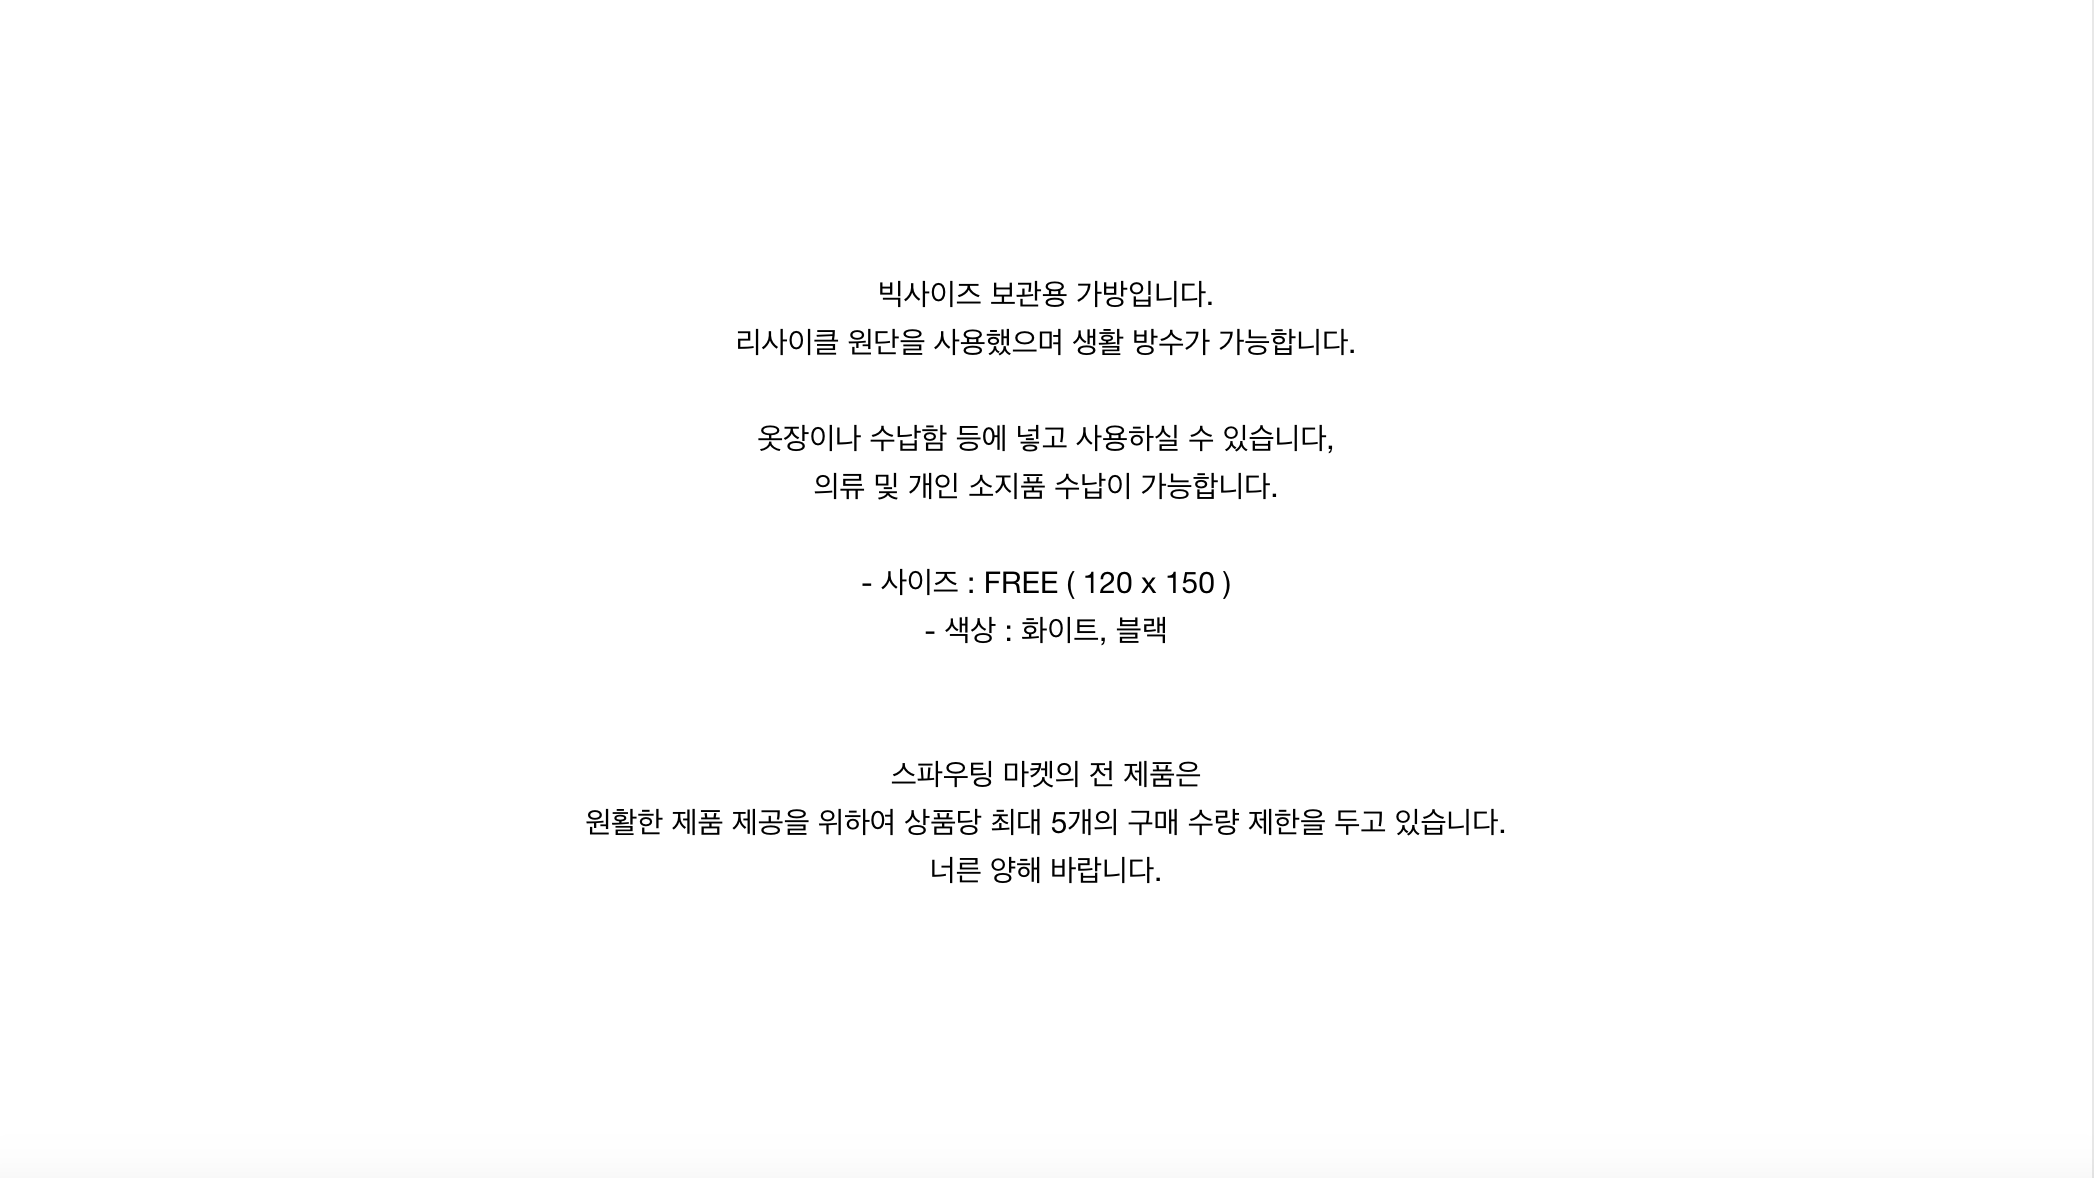 빅사이즈 보관용 가방입니다.
리사이클 원단을 사용했으며 생활 방수가 가능합니다.
옷장이나 수납함 등에 넣고 사용하실 수 있습니다,
의류 및 개인 소지품 수납이 가능합니다.
- 사이즈 : FREE ( 120 x 150 )
- 색상 : 화이트, 블랙
스파우팅 마켓의 전 제품은
원활한 제품 제공을 위하여 상품당 최대 5개의 구매 수량 제한을 두고 있습니다.
너른 양해 바랍니다.